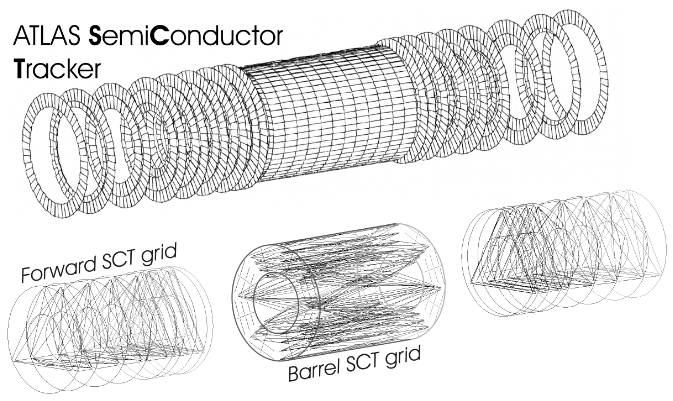 ATLAS SemiConductor
Tracker
Forward SCT grid
Barrel SCT grid